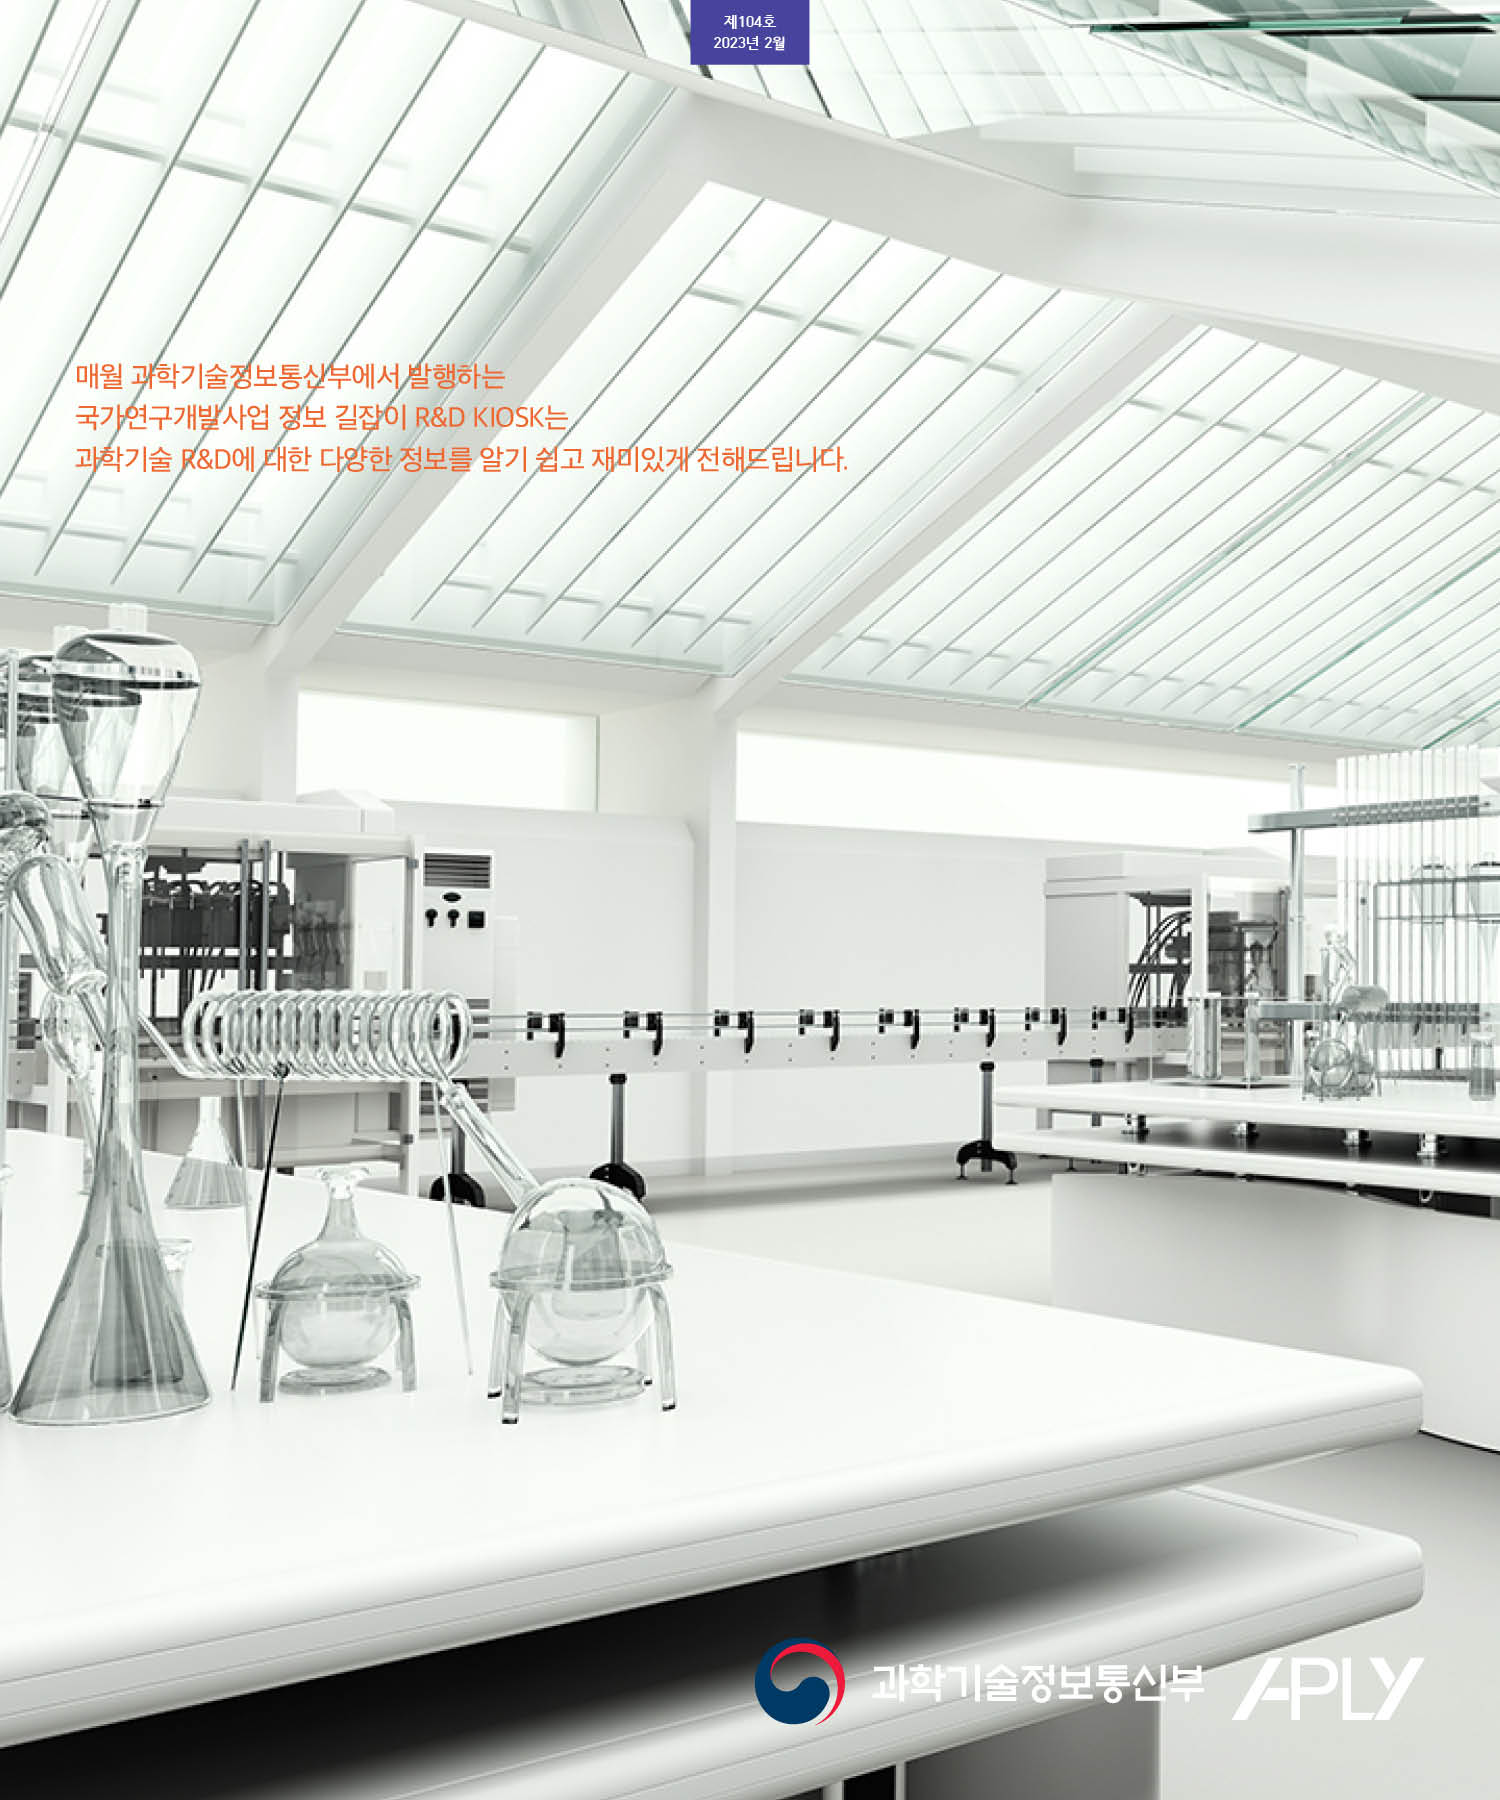 제104호
2023년 2월
매월 과학기술정보통신부에서 발행하는
국가연구개발사업 정보 길잡이 R&D KIOSK는
과학기술 R&D에 대한 다양한 정보를 알기 쉽고 재미있게 전해드립니다.
과학기술정보통신부 APLY